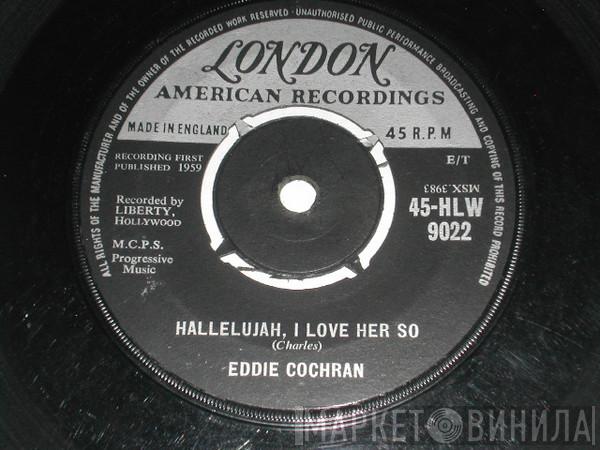 ALL RIGHTS OF THE MANUFACTURER AND OF THE OWNER OF THE RECORDED WORK RESERVED · UNAUTHORISED PUBLIC PERFORMANCE BROADCASTING AND COPYING OF THIS RECORD PROHIBITED
LONDON
AMERICAN RECORDINGS
MADE IN ENGLAND
45 R.P.M
RECORDING FIRST
PUBLISHED 1959
E/T
Recorded by
LIBERTY,
HOLLYWOOD
MSX.3983
45-HLW
9022
M.C.P.S.
Progressive
Music
HALLELUJAH, I LOVE HER SO
(Charles)
EDDIE COCHRAN
МАРКЕТ ВИНИЛА